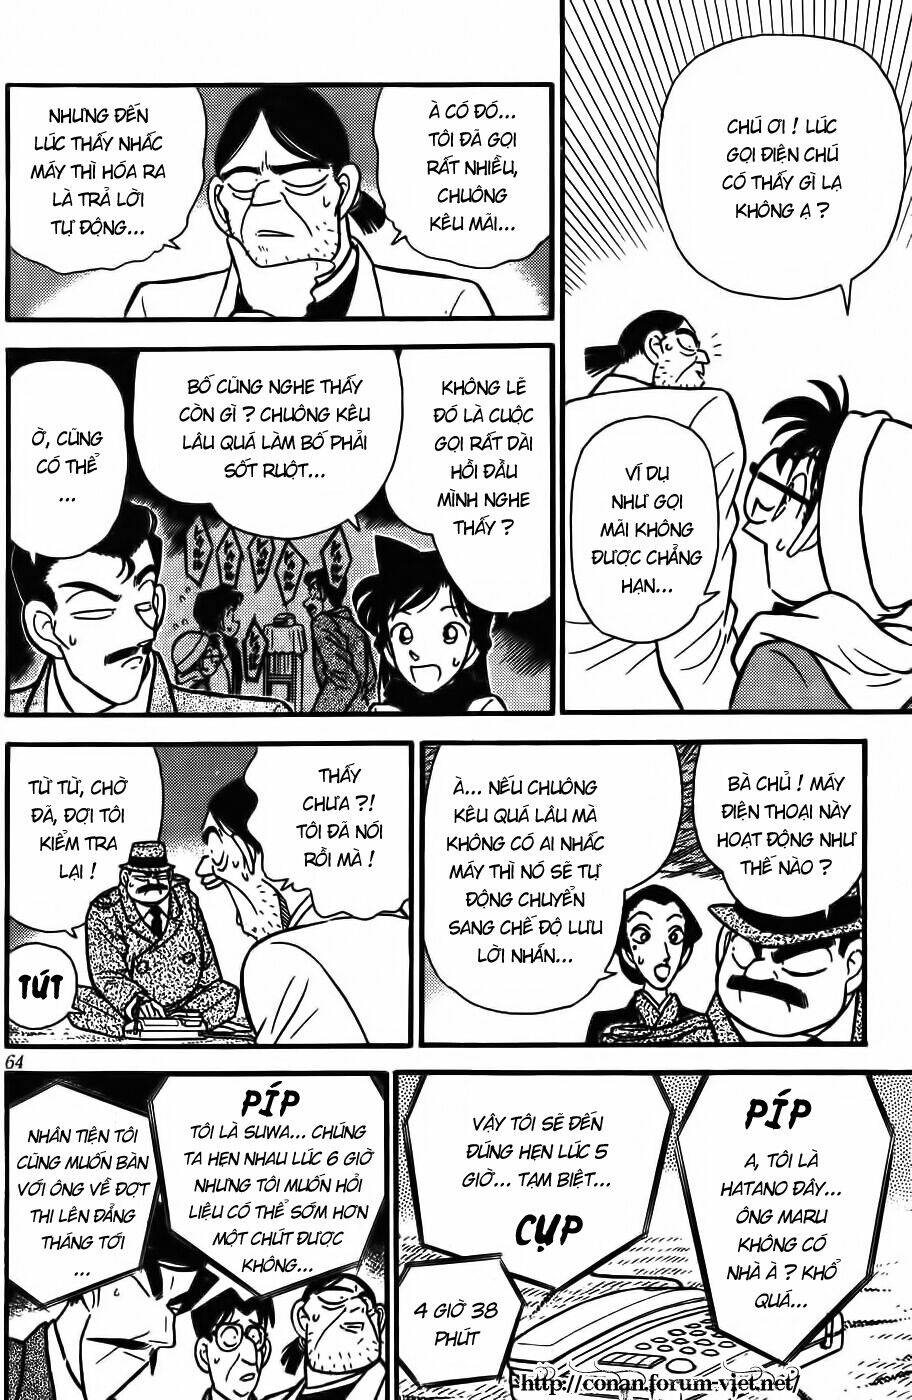 CHÚ ƠI ! LÚC
GỌI ĐIỆN CHÚ
CÓ THẤY GÌ LẠ
KHÔNG Ạ ?
VÍ DỤ
NHƯ GỌI
MÃI KHÔNG
ĐƯỢC CHẲNG
HẠN...
À CÓ ĐÓ...
TÔI ĐÃ GỌI
RẤT NHIỀU,
CHUÔNG
KÊU MÃI...
NHƯNG ĐẾN
LÚC THẤY NHẤC
MÁY THÌ HÓA RA
LÀ TRẢ LỜI
TỰ ĐỘNG...
KHÔNG LẼ
ĐÓ LÀ CUỘC
GỌI RẤT DÀI
HỒI ĐẦU
MÌNH NGHE
THẤY ?
BỐ CŨNG NGHE THẤY
CÒN GÌ ? CHUÔNG KÊU
LÂU QUÁ LÀM BỐ PHẢI
SỐT RUỘT...
Ờ, CŨNG
CÓ THỂ
...
BÀ CHỦ ! MÁY
ĐIỆN THOẠI NÀY
HOẠT ĐỘNG NHƯ
THẾ NÀO ?
À... NẾU CHUÔNG
KÊU QUÁ LÂU MÀ
KHÔNG CÓ AI NHẤC
MÁY THÌ NÓ SẼ TỰ
ĐỘNG CHUYỂN
SANG CHẾ ĐỘ LƯU
LỜI NHẮN...
THẤY
CHƯA ?!
TÔI ĐÃ NÓI
RỒI MÀ !
TỪ TỪ, CHỜ
ĐÃ, ĐỢI TÔI
KIỂM TRA
LẠI !
TÚT
64
PÍP
A, TÔI LÀ
HATANO ĐÂY...
ÔNG MARU
KHÔNG CÓ
NHÀ À ? KHỔ
QUÁ...
VẬY TÔI SẼ ĐẾN
ĐÚNG HẸN LÚC 5
GIỜ... TẠM BIỆT...
CỤP
4 GIỜ 38
PHÚT
PÍP
TÔI LÀ SUWA... CHÚNG
TA HẸN NHAU LÚC 6 GIỜ
NHƯNG TÔI MUỐN HỎI
LIỆU CÓ THỂ SỚM HƠN
MỘT CHÚT ĐƯỢC
KHÔNG...
NHÂN TIỆN TÔI
CŨNG MUỐN BÀN
VỚI ÔNG VỀ ĐỢT
THI LÊN ĐẲNG
THÁNG TỚI ...
...
http://conan.forum-viet.net/